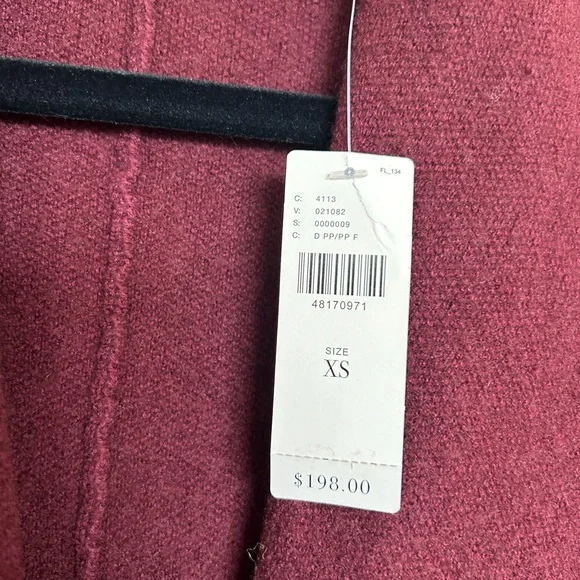 FL_134
C: 4113
V: 021082
S: 0000009
C: D PP/PP F
48170971
SIZE
XS
$198.00